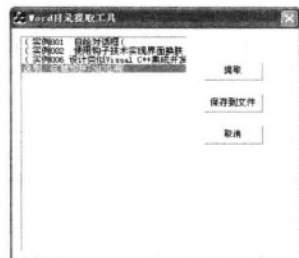 Word目录提取工具
( 实例001 自绘对话框(
( 实例002 使用钩子技术实现界面换肤
( 实例006 设计类似Visual C++集成开发
提取
保存到文件
取消